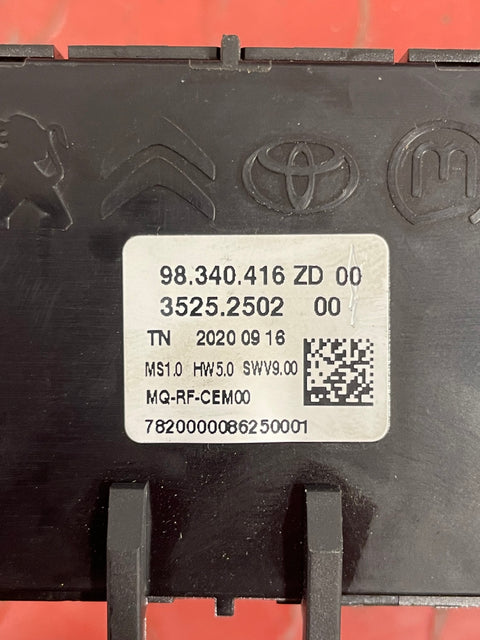 98.340.416 ZD 00
3525.2502 00
TN 2020 09 16
MS1.0 HW5.0 SWV9.00
MQ-RF-CEM00
7820000086250001